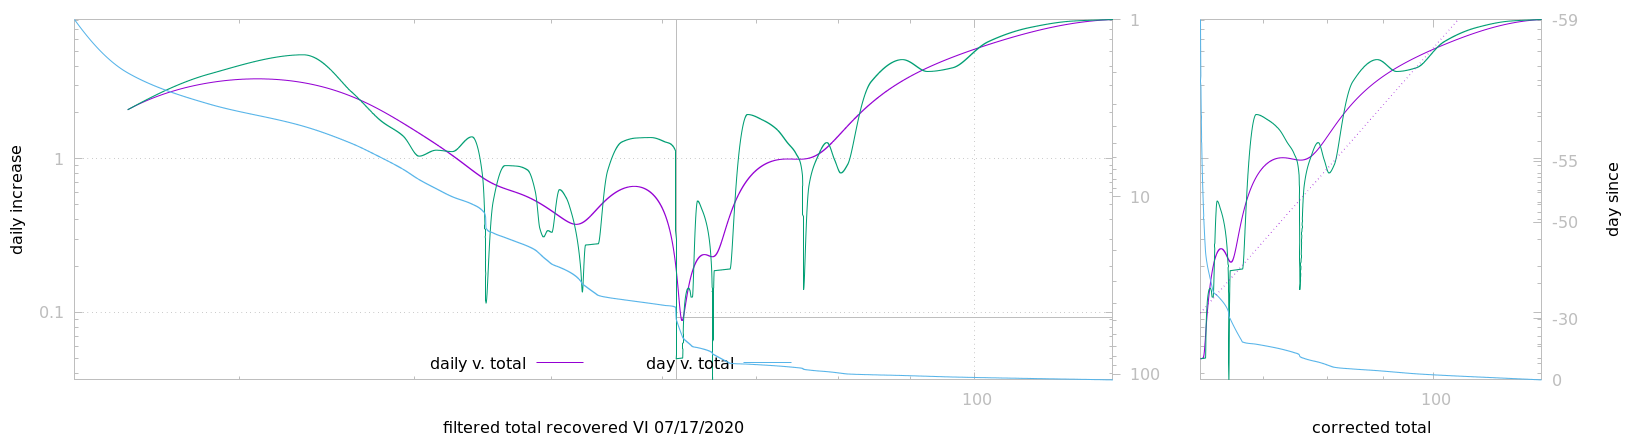 daily increase
1
0.1
daily v. total
day v. total
1
10
100
100
filtered total recovered VI 07/17/2020
-59
-55
-50
-30
0
day since
100
corrected total